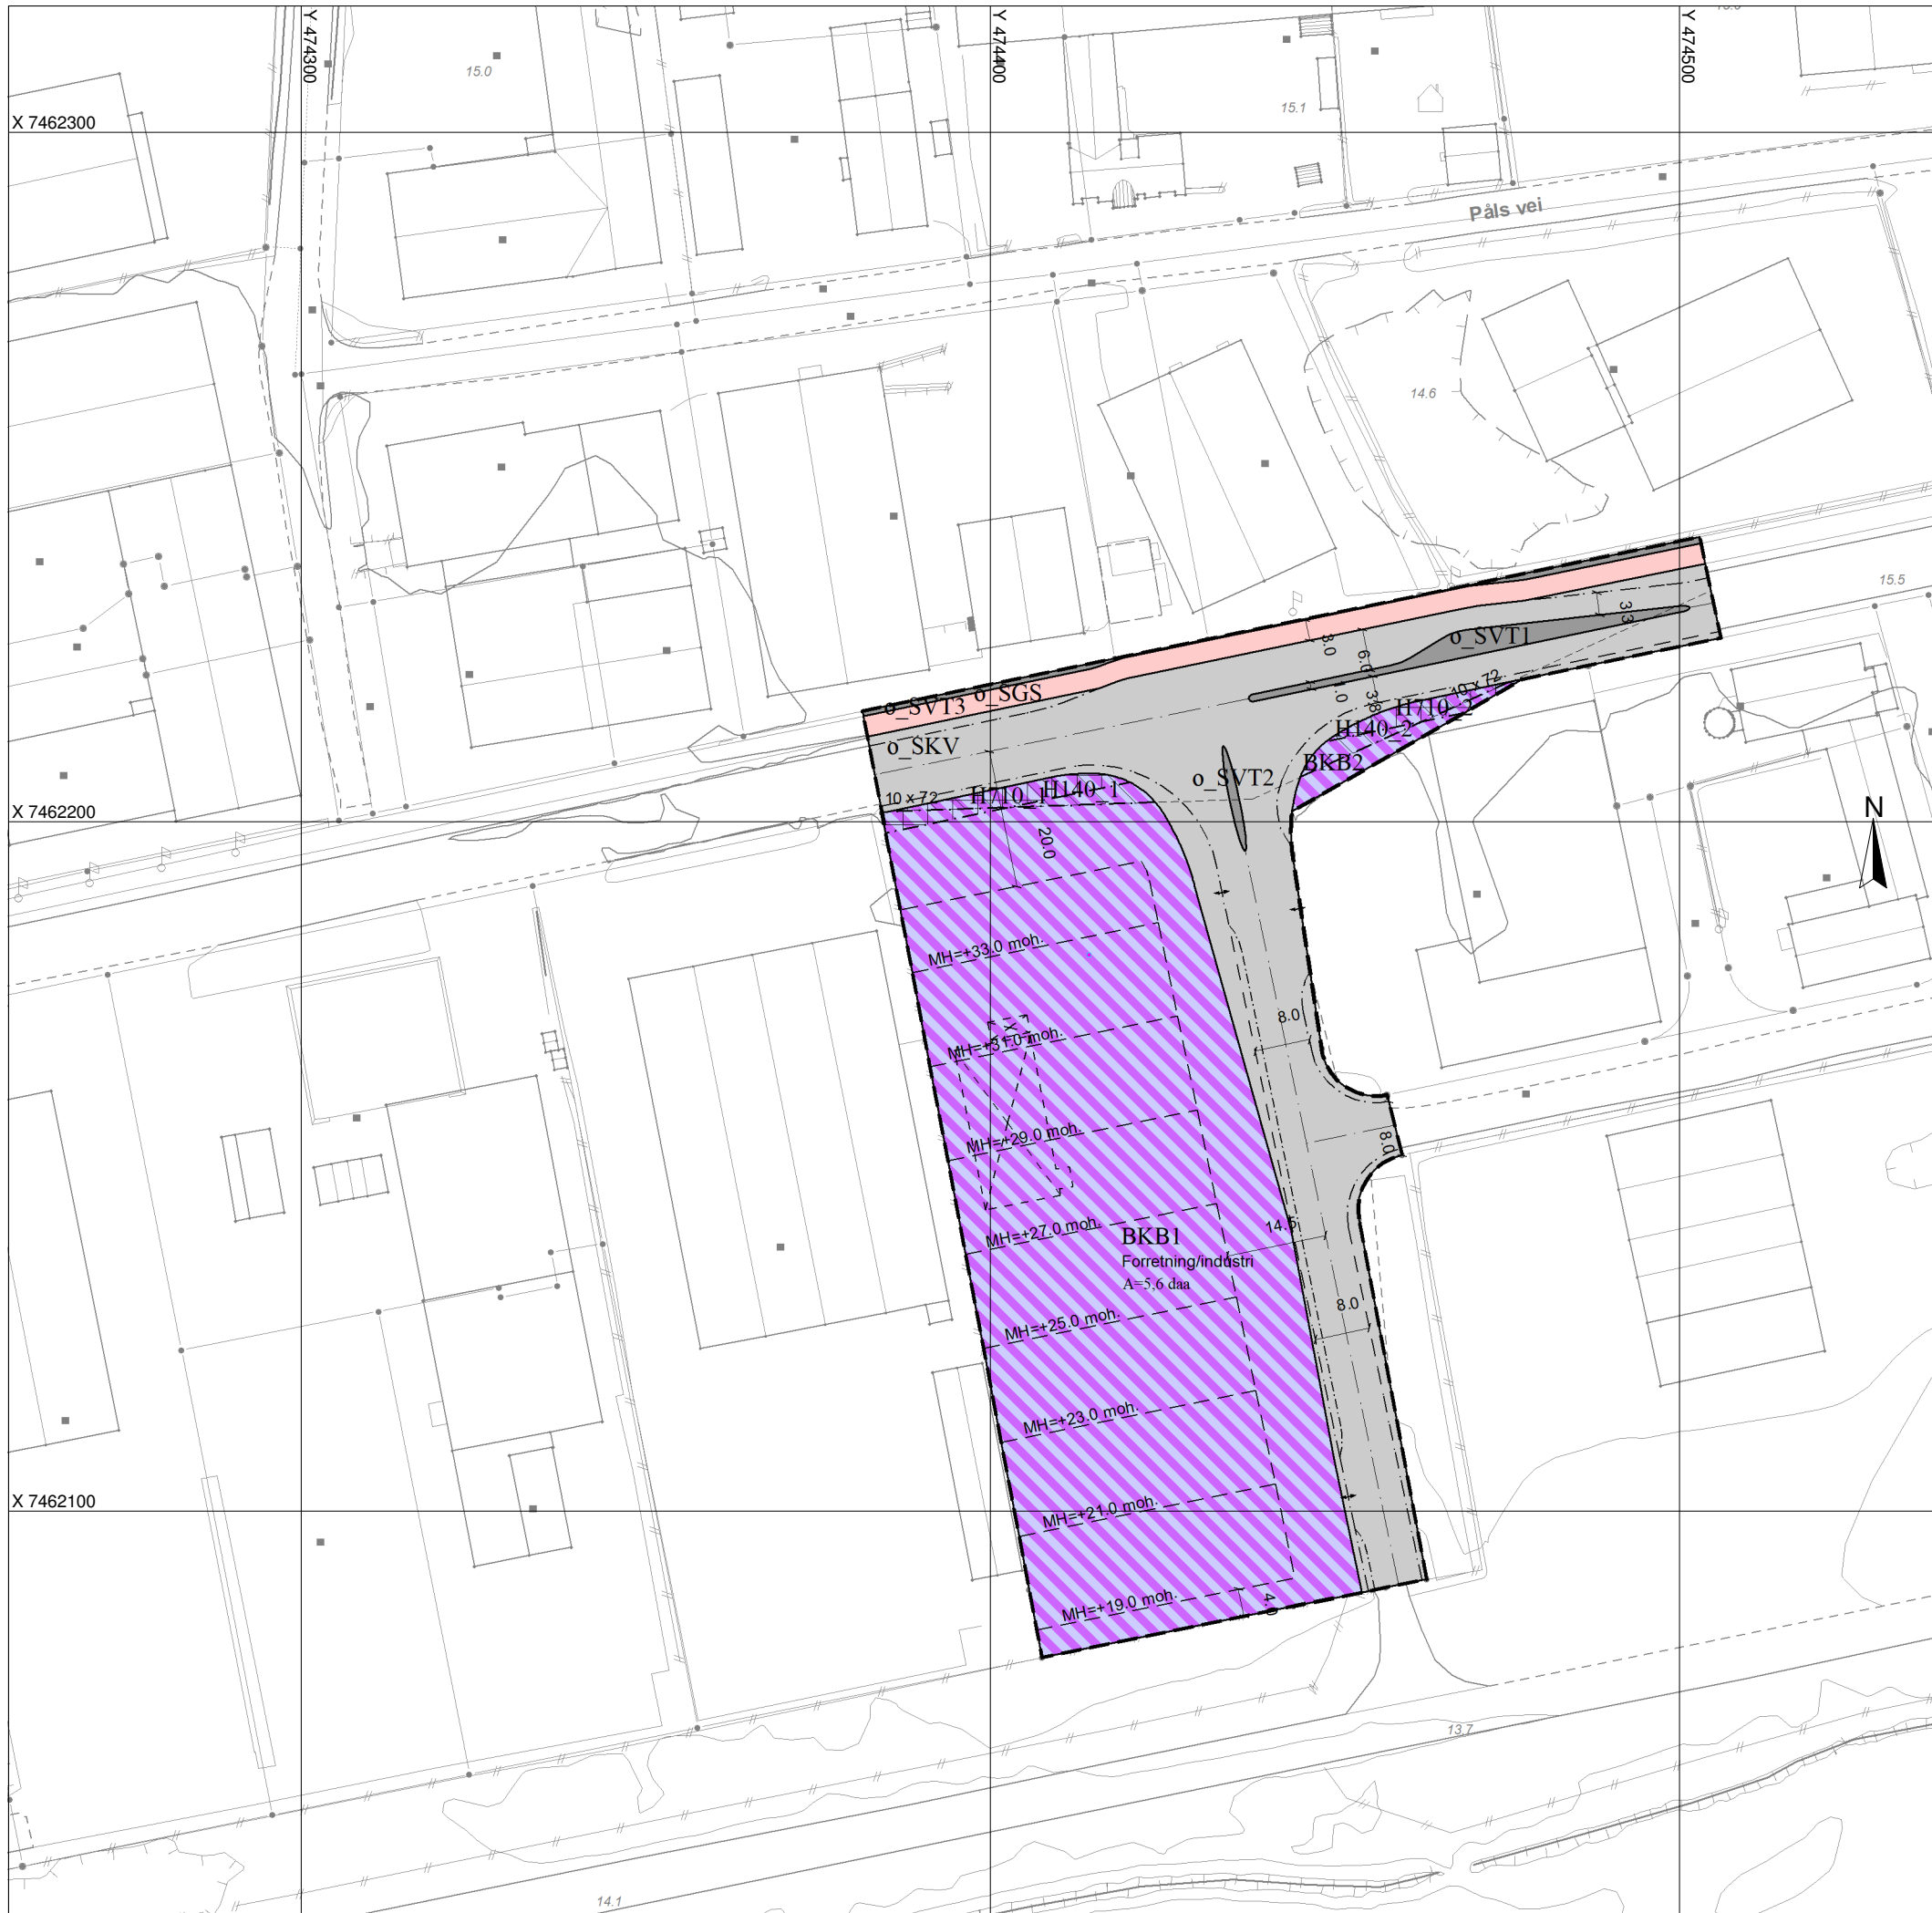 Y 474300
Y 474400
Y 474500
15.0
15.1
X 7462300
Påls vei
14.6
15.5
3.3
o_SVT1
3.0
6.0
1.0
3.8
10 x 72
o_SGS
o_SVT3
H710_2
H140_2
o_SKV
BKB2
o_SVT2
10 x 72
H710_1
H140_1
X 7462200
N
20.0
MH=+33.0 moh.
8.0
MH=+31.0 moh.
MH=+29.0 moh.
8.0
MH=+27.0 moh.
14.5
BKB1
Forretning/industri
A=5,6 daa
8.0
MH=+25.0 moh.
MH=+23.0 moh.
X 7462100
MH=+21.0 moh.
MH=+19.0 moh.
4.0
13.7
14.1